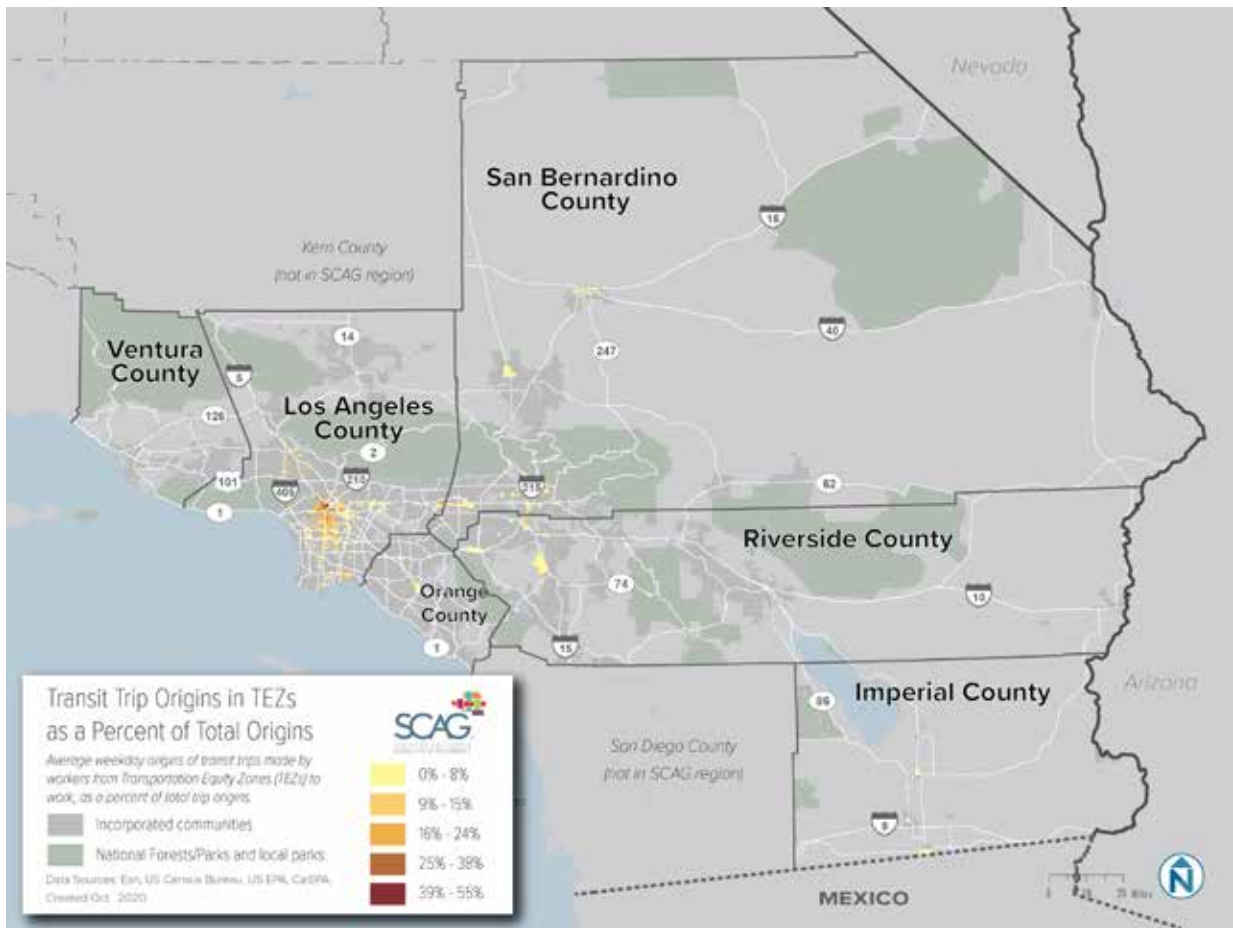 Nevada
San Bernardino
County
15
Kern County
(not in SCAG region)
40
14
247
Ventura
County
5
Los Angeles
County
126
2
101
405
210
215
62
1
Riverside County
74
10
Orange
County
1
15
Imperial County
Arizona
86
San Diego County
(not in SCAG region)
8
MEXICO
N
Transit Trip Origins in TEZs
as a Percent of Total Origins
Average weekday origins of transit trips made by
workers from Transportation Equity Zones (TEZs) to
work, as a percent of total trip origins.
Incorporated communities
National Forests/Parks and local parks
Data Sources: Esri, US Census Bureau, US EPA, CalEPA.
Created Oct. 2020
SCAG
0% - 8%
9% - 15%
16% - 24%
25% - 38%
39% - 55%